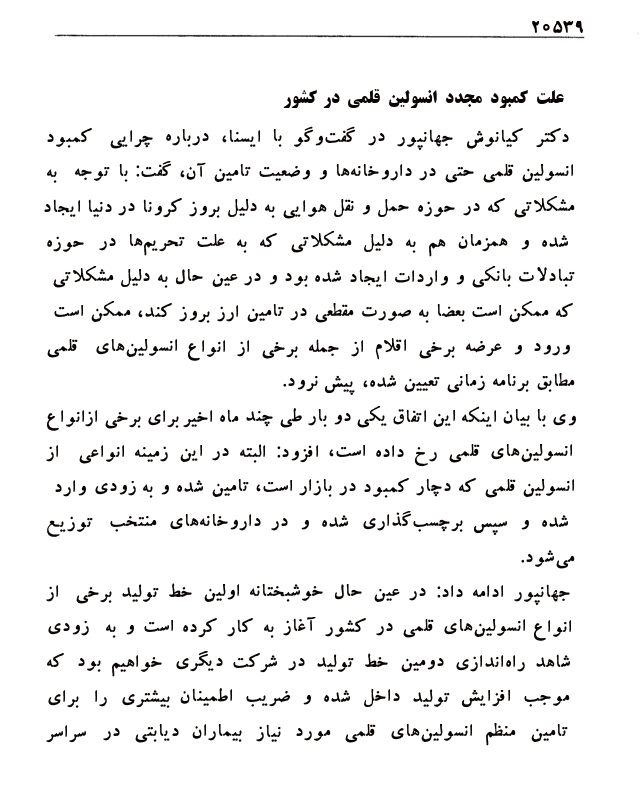 ۲۰۵۳۹
علت کمبود مجدد انسولین قلمی در کشور
دکتر کیانوش جهانپور در گفت‌وگو با ایسنا، درباره چرایی کمبود
انسولین قلمی حتی در داروخانه‌ها و وضعیت تامین آن، گفت: با توجه به
مشکلاتی که در حوزه حمل و نقل هوایی به دلیل بروز کرونا در دنیا ایجاد
شده و همزمان هم به دلیل مشکلاتی که به علت تحریم‌ها در حوزه
تبادلات بانکی و واردات ایجاد شده بود و در عین حال به دلیل مشکلاتی
که ممکن است بعضا به صورت مقطعی در تامین ارز بروز کند، ممکن است
ورود و عرضه برخی اقلام از جمله برخی از انواع انسولین‌های قلمی
مطابق برنامه زمانی تعیین شده، پیش نرود.
وی با بیان اینکه این اتفاق یکی دو بار طی چند ماه اخیر برای برخی ازانواع
انسولین‌های قلمی رخ داده است، افزود: البته در این زمینه انواعی از
انسولین قلمی که دچار کمبود در بازار است، تامین شده و به زودی وارد
شده و سپس برچسب‌گذاری شده و در داروخانه‌های منتخب توزیع
می‌شود.
جهانپور ادامه داد: در عین حال خوشبختانه اولین خط تولید برخی از
انواع انسولین‌های قلمی در کشور آغاز به کار کرده است و به زودی
شاهد راه‌اندازی دومین خط تولید در شرکت دیگری خواهیم بود که
موجب افزایش تولید داخل شده و ضریب اطمینان بیشتری را برای
تامین منظم انسولین‌های قلمی مورد نیاز بیماران دیابتی در سراسر